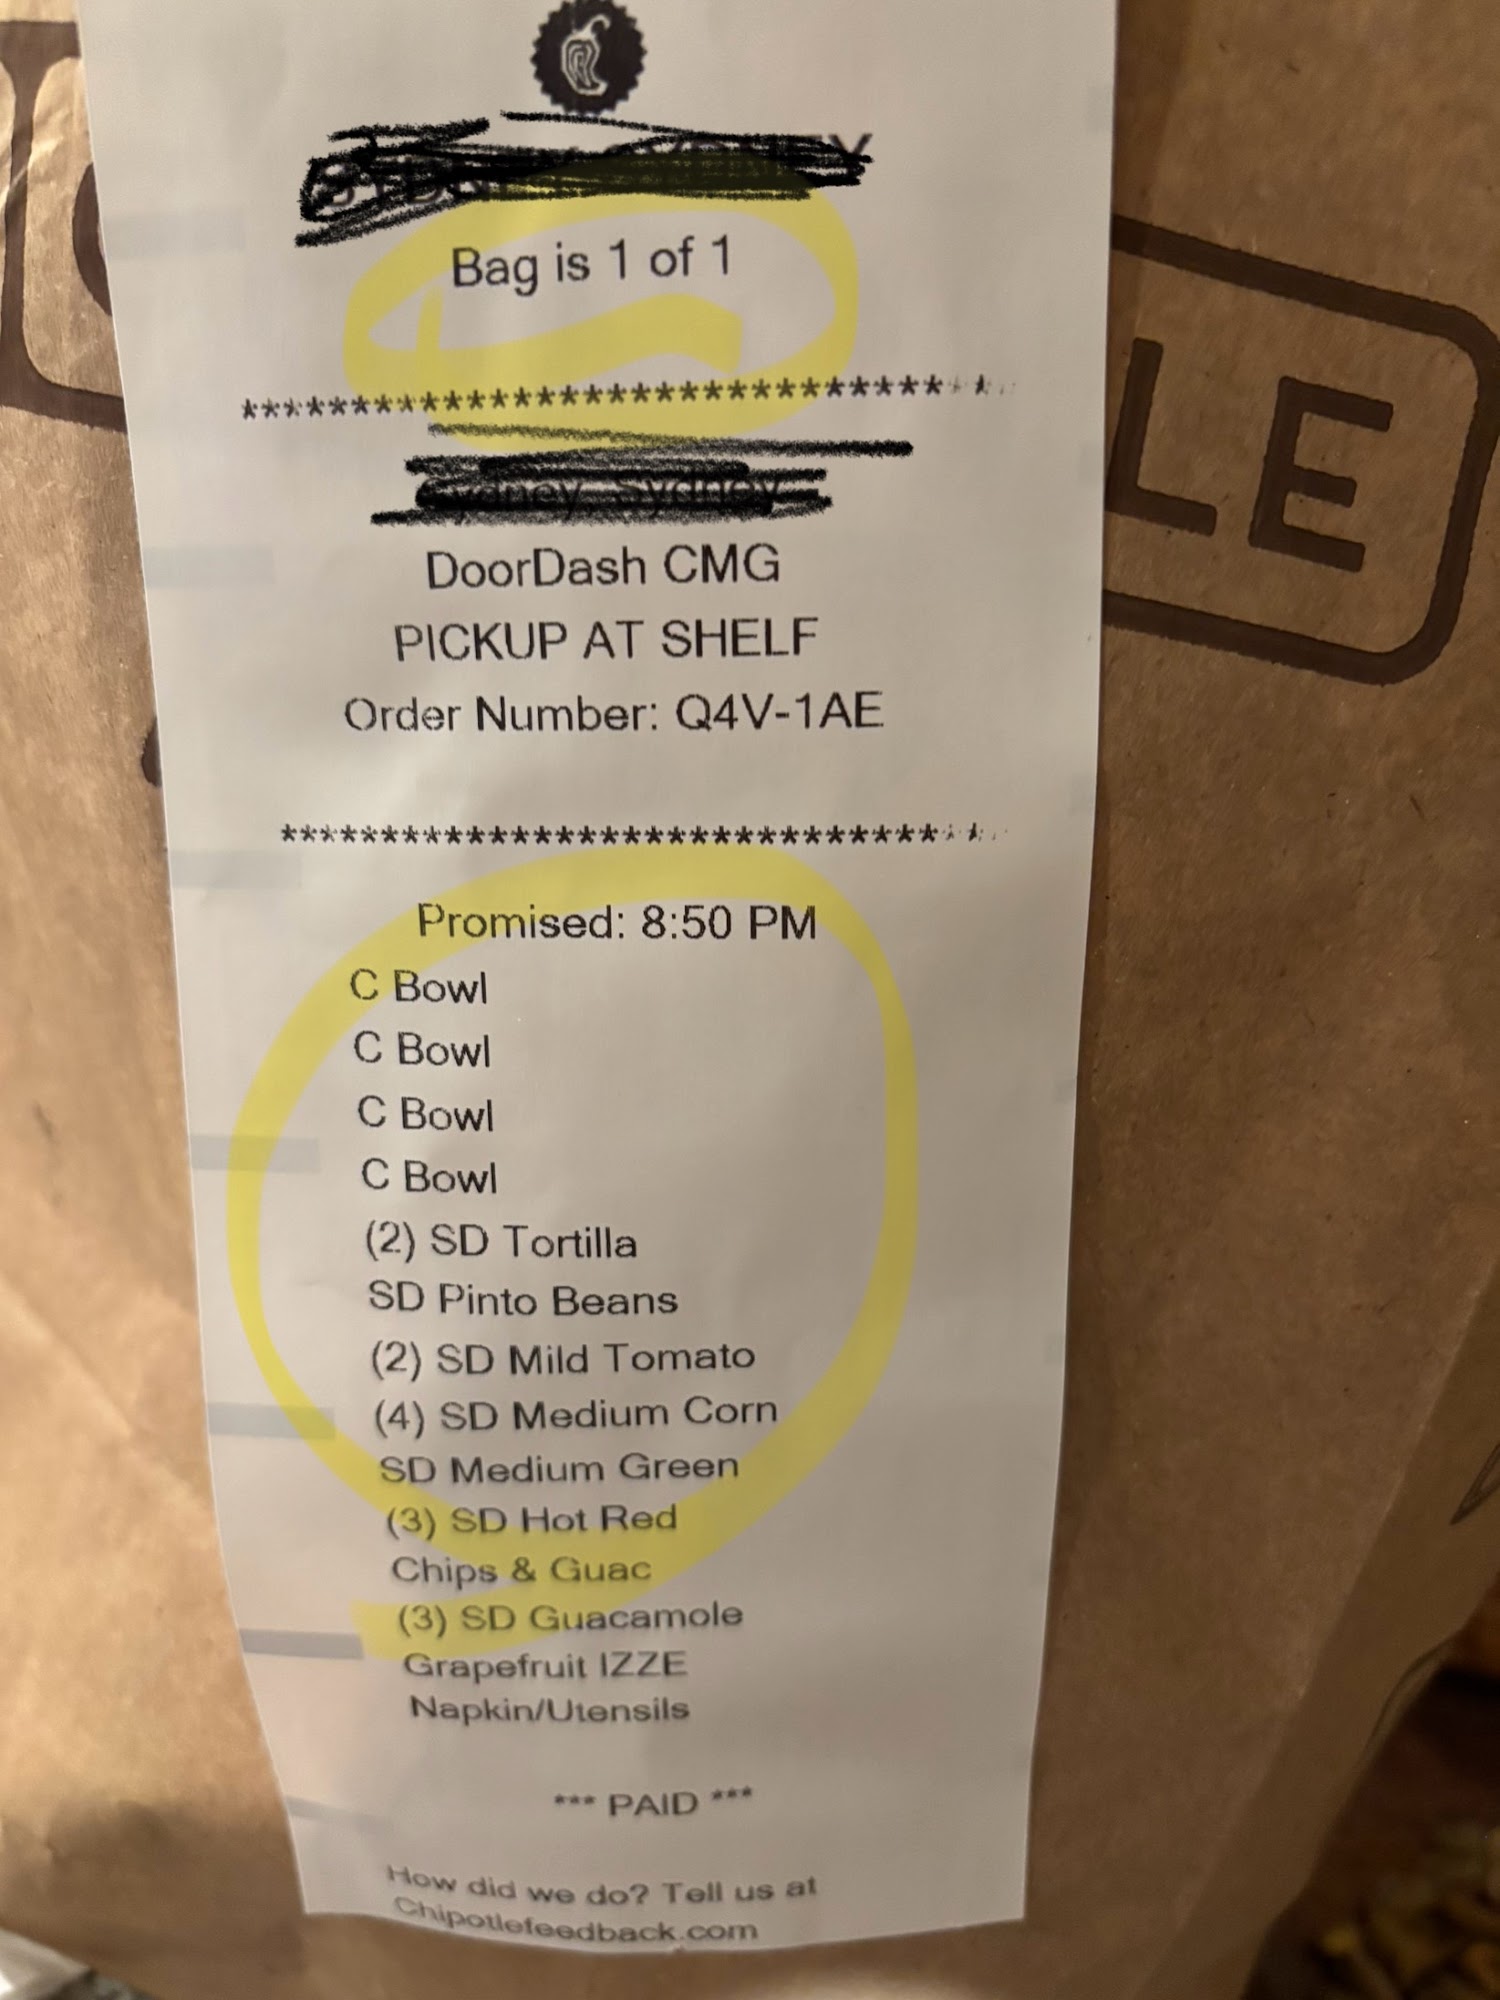 Bag is 1 of 1
DoorDash CMG
PICKUP AT SHELF
Order Number: Q4V-1AE
Promised: 8:50 PM
C Bowl
C Bowl
C Bowl
C Bowl
(2) SD Tortilla
SD Pinto Beans
(2) SD Mild Tomato
(4) SD Medium Corn
SD Medium Green
(3) SD Hot Red
Chips & Guac
(3) SD Guacamole
Grapefruit IZZE
Napkin/Utensils
*** PAID ***
How did we do? Tell us at
Chipotlefeedback.com
LE